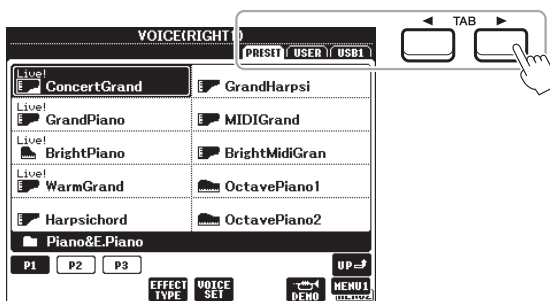 ◄ TAB ►
VOICE(RIGHT1)
PRESET USER USB1
Live! ConcertGrand GrandHarpsi
Live! GrandPiano MIDIGrand
Live! BrightPiano BrightMidiGran
Live! WarmGrand OctavePiano1
Harpsichord OctavePiano2
Piano&E.Piano
P1 P2 P3 UP
EFFECT TYPE VOICE SET DEMO MENU1
MENU2